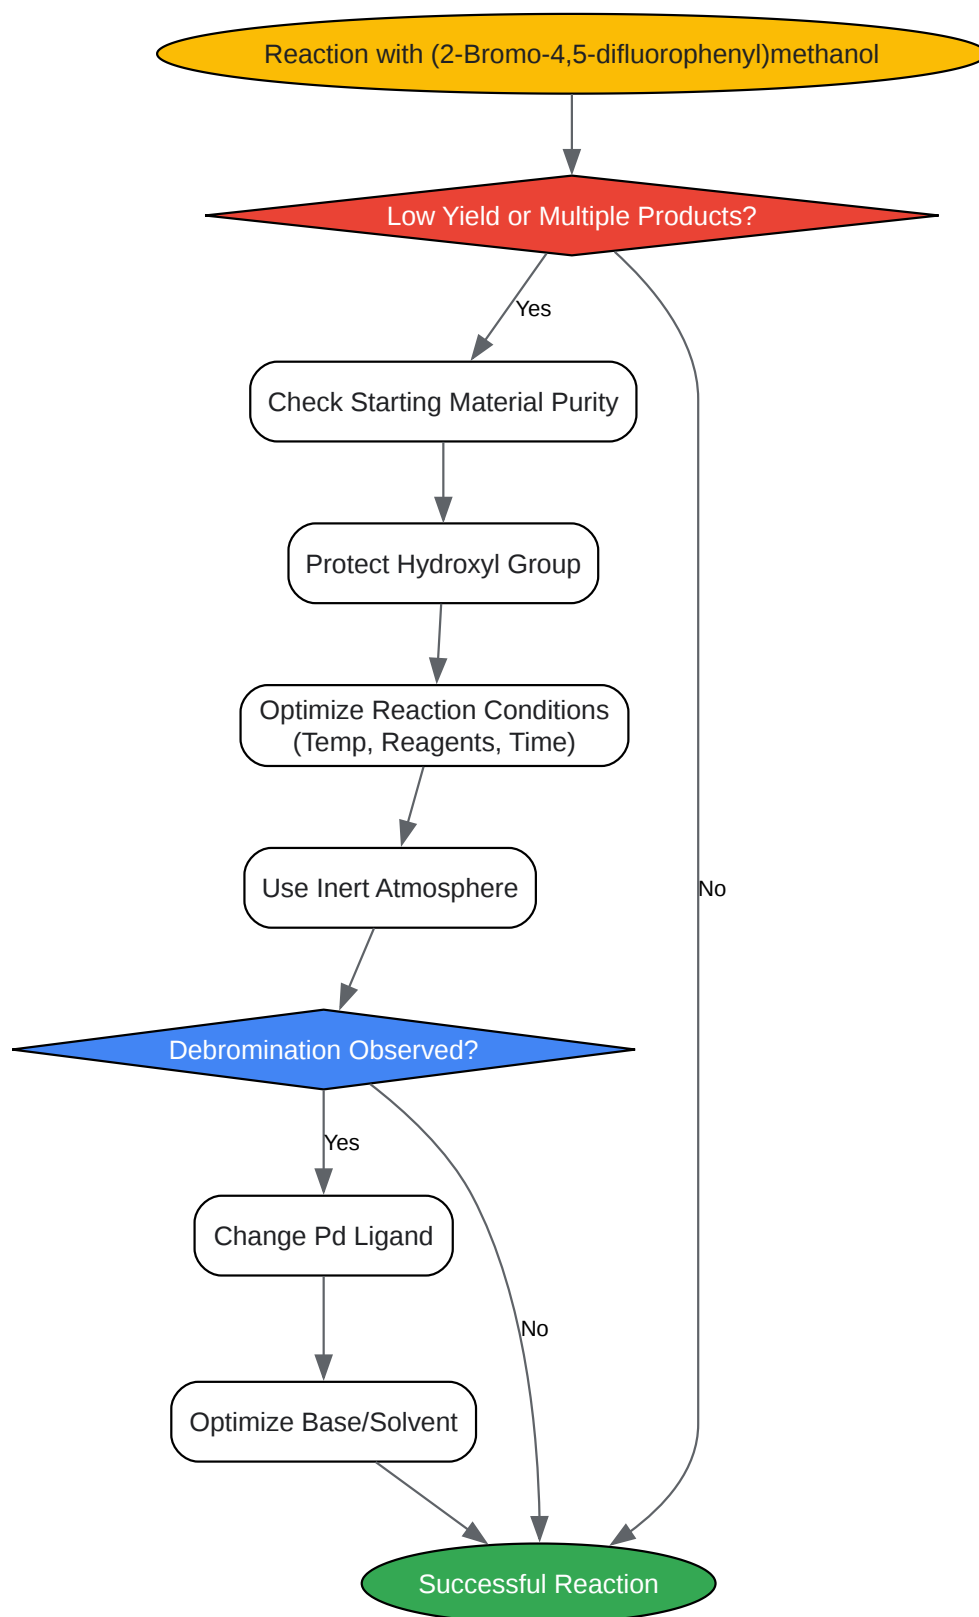 Reaction with (2-Bromo-4,5-difluorophenyl)methanol
Low Yield or Multiple Products?
Yes
Check Starting Material Purity
Protect Hydroxyl Group
Optimize Reaction Conditions
(Temp, Reagents, Time)
Use Inert Atmosphere
No
Debromination Observed?
Yes
Change Pd Ligand
No
Optimize Base/Solvent
Successful Reaction